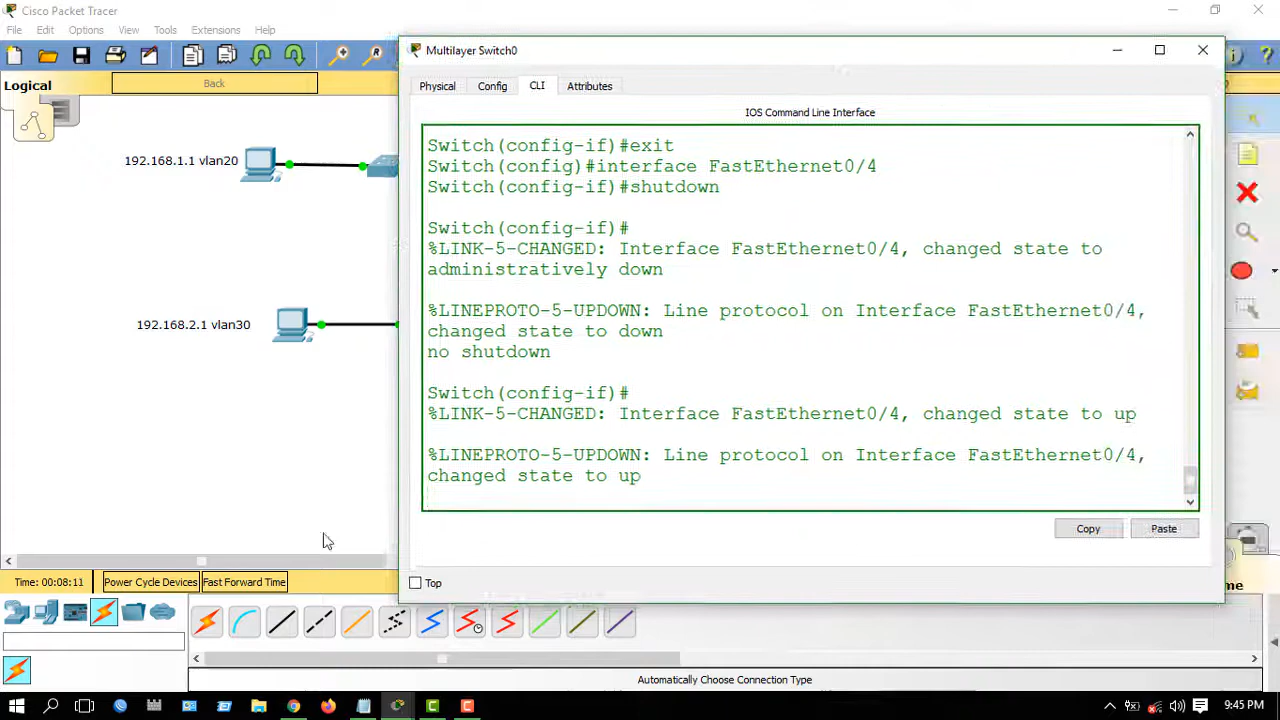 Cisco Packet Tracer
File Edit Options View Tools Extensions Help
Logical
Back
192.168.1.1 vlan20
192.168.2.1 vlan30
Multilayer Switch0
Physical Config CLI Attributes
IOS Command Line Interface
Switch(config-if)#exit
Switch(config)#interface FastEthernet0/4
Switch(config-if)#shutdown
Switch(config-if)#
%LINK-5-CHANGED: Interface FastEthernet0/4, changed state to
administratively down
%LINEPROTO-5-UPDOWN: Line protocol on Interface FastEthernet0/4,
changed state to down
no shutdown
Switch(config-if)#
%LINK-5-CHANGED: Interface FastEthernet0/4, changed state to up
%LINEPROTO-5-UPDOWN: Line protocol on Interface FastEthernet0/4,
changed state to up
Copy Paste
Top
Time: 00:08:11 Power Cycle Devices Fast Forward Time
Automatically Choose Connection Type
9:45 PM